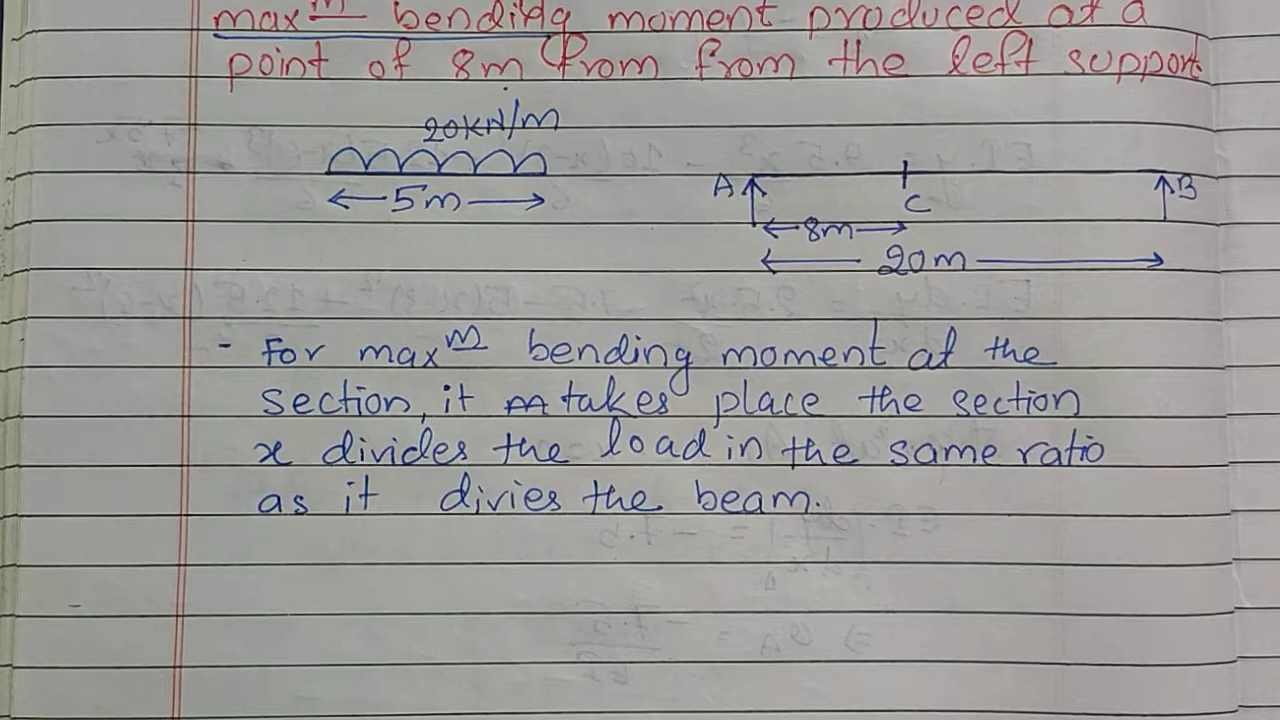 maxᵐ bending moment produced at a
point of 8m from from the left support.
20KN/m
5m
A
C
B
8m
20m
- For maxᵐ bending moment at the
section, it takes place the section
x divides the load in the same ratio
as it divies the beam.